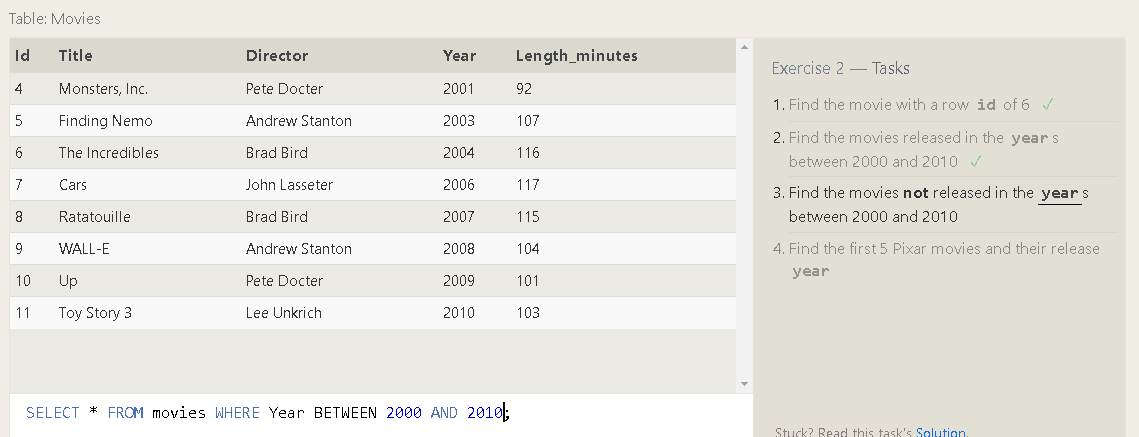 Table: Movies
Id Title Director Year Length_minutes
4 Monsters, Inc. Pete Docter 2001 92
5 Finding Nemo Andrew Stanton 2003 107
6 The Incredibles Brad Bird 2004 116
7 Cars John Lasseter 2006 117
8 Ratatouille Brad Bird 2007 115
9 WALL-E Andrew Stanton 2008 104
10 Up Pete Docter 2009 101
11 Toy Story 3 Lee Unkrich 2010 103
SELECT * FROM movies WHERE Year BETWEEN 2000 AND 2010;
Exercise 2 — Tasks
1. Find the movie with a row id of 6 ✓
2. Find the movies released in the years
between 2000 and 2010 ✓
3. Find the movies not released in the years
between 2000 and 2010
4. Find the first 5 Pixar movies and their release
year
Stuck? Read this task's Solution.